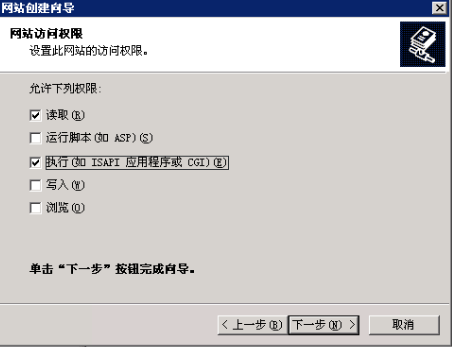 网站创建向导
网站访问权限
设置此网站的访问权限。
允许下列权限:
读取(R)
运行脚本(如 ASP)(S)
执行(如 ISAPI 应用程序或 CGI)(E)
写入(W)
浏览(O)
单击“下一步”按钮完成向导。
< 上一步(B) 下一步(N) > 取消